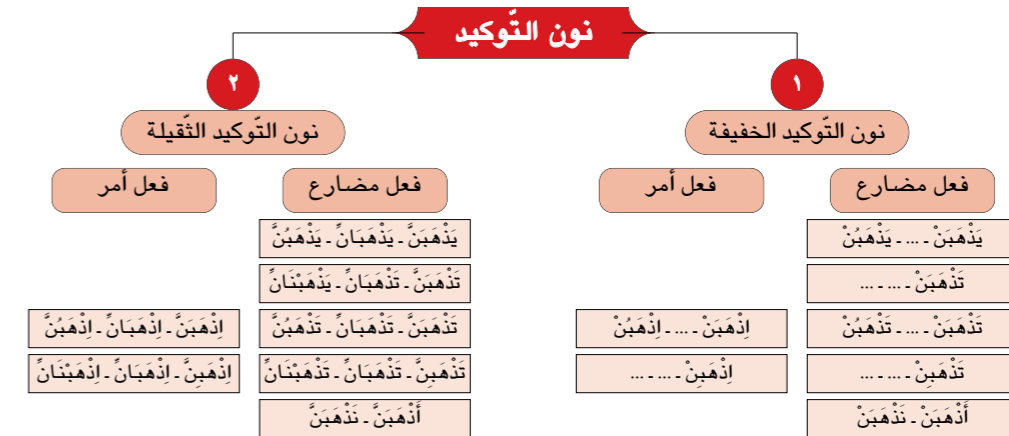 نون التّوكيد
١
نون التّوكيد الخفيفة
فعل مضارع
يَذْهَبَنْ ـ ... ـ يَذْهَبُنْ
تَذْهَبَنْ ـ ... ـ ...
تَذْهَبَنْ ـ ... ـ تَذْهَبُنْ
تَذْهَبِنْ ـ ... ـ ...
أَذْهَبَنْ ـ نَذْهَبَنْ
فعل أمر
اِذْهَبَنْ ـ ... ـ اِذْهَبُنْ
اِذْهَبِنْ ـ ... ـ ...
٢
نون التّوكيد الثّقيلة
فعل مضارع
يَذْهَبَنَّ ـ يَذْهَبَانِّ ـ يَذْهَبُنَّ
تَذْهَبَنَّ ـ تَذْهَبَانِّ ـ يَذْهَبْنَانِّ
تَذْهَبَنَّ ـ تَذْهَبَانِّ ـ تَذْهَبُنَّ
تَذْهَبِنَّ ـ تَذْهَبَانِّ ـ تَذْهَبْنَانِّ
أَذْهَبَنَّ ـ نَذْهَبَنَّ
فعل أمر
اِذْهَبَنَّ ـ اِذْهَبَانِّ ـ اِذْهَبُنَّ
اِذْهَبِنَّ ـ اِذْهَبَانِّ ـ اِذْهَبْنَانِّ